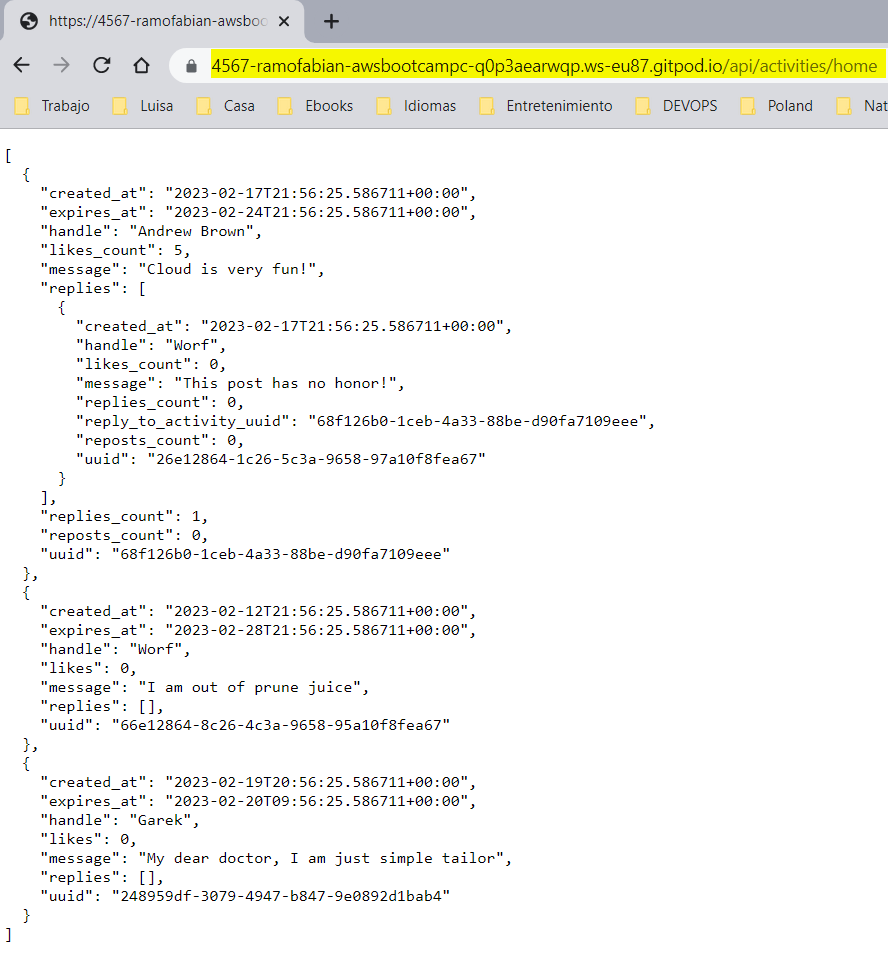 https://4567-ramofabian-awsboo
4567-ramofabian-awsbootcampc-q0p3aearwqp.ws-eu87.gitpod.io/api/activities/home
Trabajo Luisa Casa Ebooks Idiomas Entretenimiento DEVOPS Poland Nat
[
  {
    "created_at": "2023-02-17T21:56:25.586711+00:00",
    "expires_at": "2023-02-24T21:56:25.586711+00:00",
    "handle": "Andrew Brown",
    "likes_count": 5,
    "message": "Cloud is very fun!",
    "replies": [
      {
        "created_at": "2023-02-17T21:56:25.586711+00:00",
        "handle": "Worf",
        "likes_count": 0,
        "message": "This post has no honor!",
        "replies_count": 0,
        "reply_to_activity_uuid": "68f126b0-1ceb-4a33-88be-d90fa7109eee",
        "reposts_count": 0,
        "uuid": "26e12864-1c26-5c3a-9658-97a10f8fea67"
      }
    ],
    "replies_count": 1,
    "reposts_count": 0,
    "uuid": "68f126b0-1ceb-4a33-88be-d90fa7109eee"
  },
  {
    "created_at": "2023-02-12T21:56:25.586711+00:00",
    "expires_at": "2023-02-28T21:56:25.586711+00:00",
    "handle": "Worf",
    "likes": 0,
    "message": "I am out of prune juice",
    "replies": [],
    "uuid": "66e12864-8c26-4c3a-9658-95a10f8fea67"
  },
  {
    "created_at": "2023-02-19T20:56:25.586711+00:00",
    "expires_at": "2023-02-20T09:56:25.586711+00:00",
    "handle": "Garek",
    "likes": 0,
    "message": "My dear doctor, I am just simple tailor",
    "replies": [],
    "uuid": "248959df-3079-4947-b847-9e0892d1bab4"
  }
]